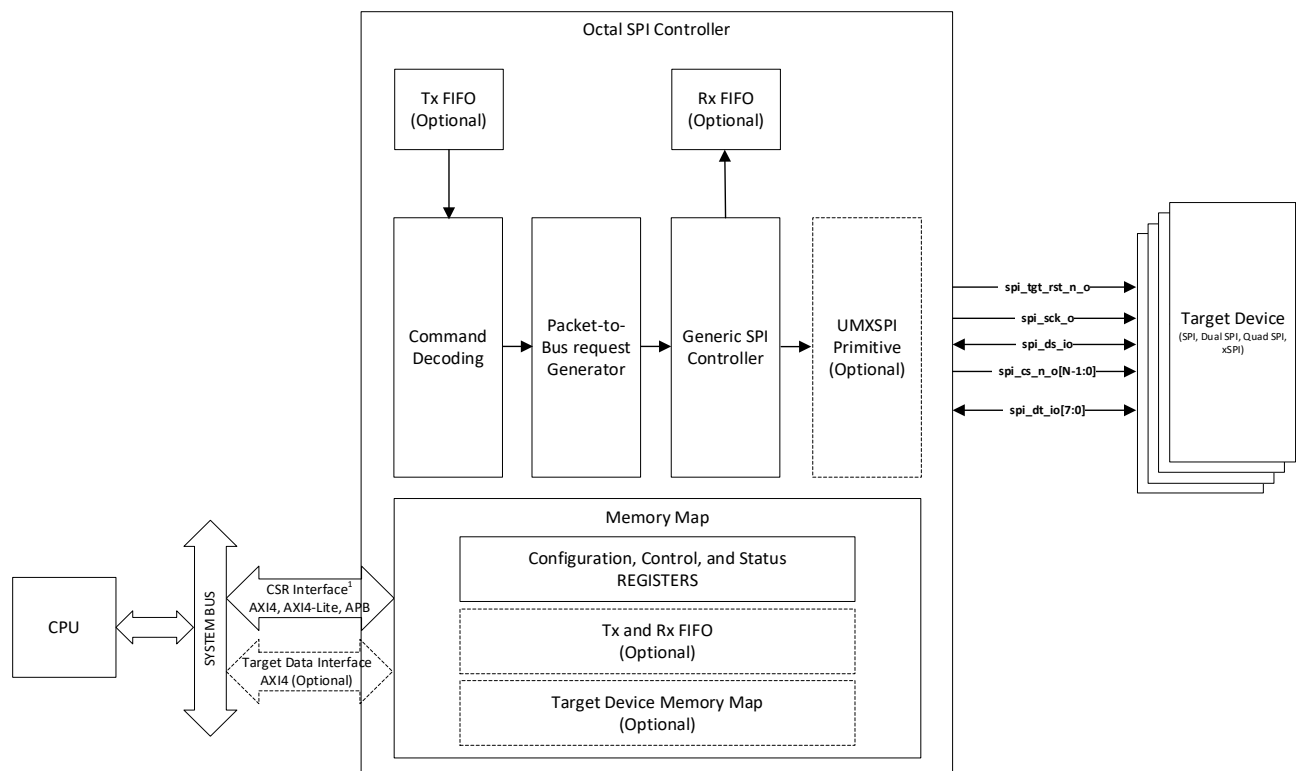 Octal SPI Controller
Tx FIFO
(Optional)
Rx FIFO
(Optional)
Command
Decoding
Packet-to-
Bus request
Generator
Generic SPI
Controller
UMXSPI
Primitive
(Optional)
spi_tgt_rst_n_o
spi_sck_o
spi_ds_io
spi_cs_n_o[N-1:0]
spi_dt_io[7:0]
Target Device
(SPI, Dual SPI, Quad SPI,
xSPI)
Memory Map
Configuration, Control, and Status
REGISTERS
Tx and Rx FIFO
(Optional)
Target Device Memory Map
(Optional)
CPU
SYSTEM BUS
CSR Interface¹
AXI4, AXI4-Lite, APB
Target Data Interface
AXI4 (Optional)